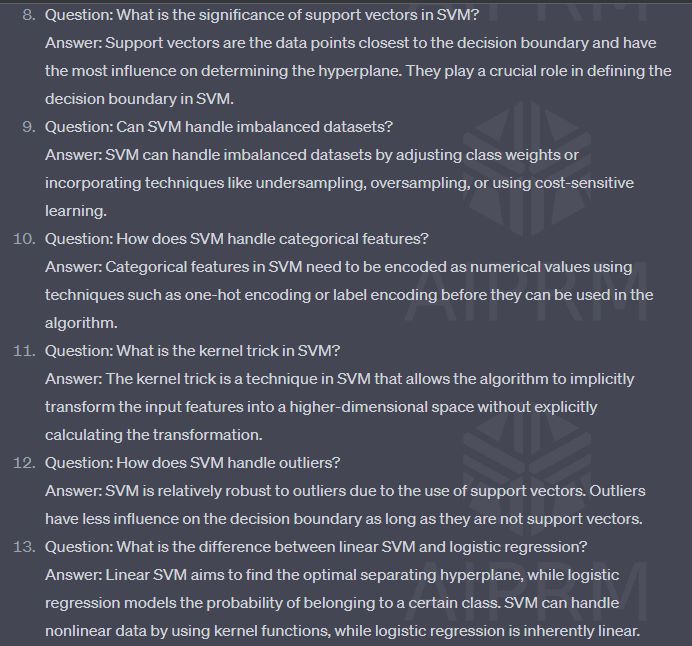 8. Question: What is the significance of support vectors in SVM?
Answer: Support vectors are the data points closest to the decision boundary and have
the most influence on determining the hyperplane. They play a crucial role in defining the
decision boundary in SVM.
9. Question: Can SVM handle imbalanced datasets?
Answer: SVM can handle imbalanced datasets by adjusting class weights or
incorporating techniques like undersampling, oversampling, or using cost-sensitive
learning.
10. Question: How does SVM handle categorical features?
Answer: Categorical features in SVM need to be encoded as numerical values using
techniques such as one-hot encoding or label encoding before they can be used in the
algorithm.
11. Question: What is the kernel trick in SVM?
Answer: The kernel trick is a technique in SVM that allows the algorithm to implicitly
transform the input features into a higher-dimensional space without explicitly
calculating the transformation.
12. Question: How does SVM handle outliers?
Answer: SVM is relatively robust to outliers due to the use of support vectors. Outliers
have less influence on the decision boundary as long as they are not support vectors.
13. Question: What is the difference between linear SVM and logistic regression?
Answer: Linear SVM aims to find the optimal separating hyperplane, while logistic
regression models the probability of belonging to a certain class. SVM can handle
nonlinear data by using kernel functions, while logistic regression is inherently linear.
AIPRM
AIPRM
AIPRM